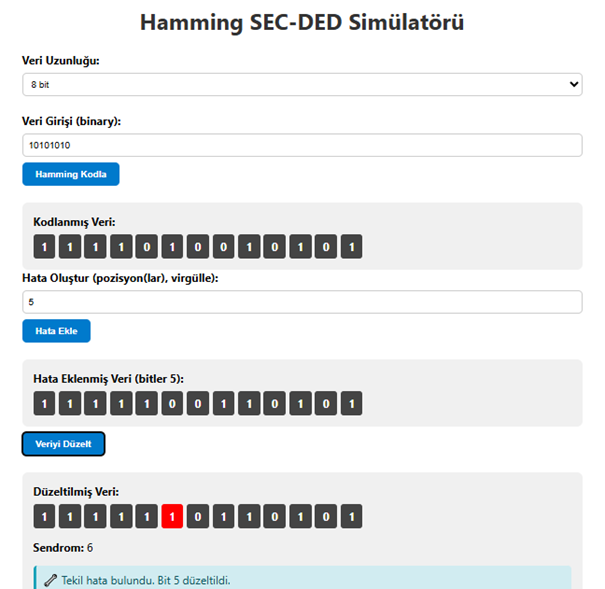 Hamming SEC-DED Simülatörü
Veri Uzunluğu:
8 bit
Veri Girişi (binary):
10101010
Hamming Kodla
Kodlanmış Veri:
1 1 1 1 0 1 0 0 1 0 1 0 1
Hata Oluştur (pozisyon(lar), virgülle):
5
Hata Ekle
Hata Eklenmiş Veri (bitler 5):
1 1 1 1 1 0 0 1 1 0 1 0 1
Veriyi Düzelt
Düzeltilmiş Veri:
1 1 1 1 1 1 0 1 1 0 1 0 1
Sendrom: 6
Tekil hata bulundu. Bit 5 düzeltildi.